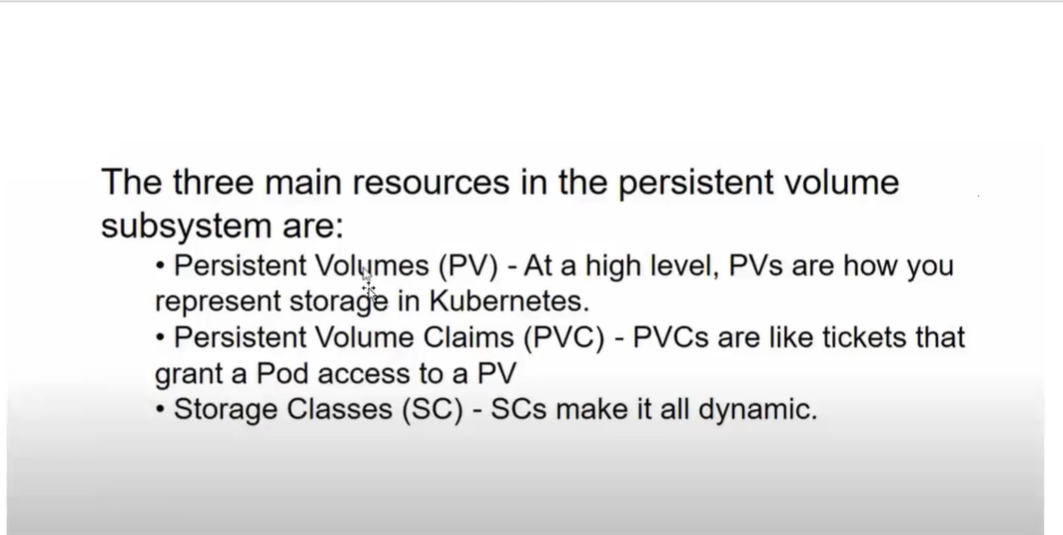 The three main resources in the persistent volume
subsystem are:
• Persistent Volumes (PV) - At a high level, PVs are how you
represent storage in Kubernetes.
• Persistent Volume Claims (PVC) - PVCs are like tickets that
grant a Pod access to a PV
• Storage Classes (SC) - SCs make it all dynamic.